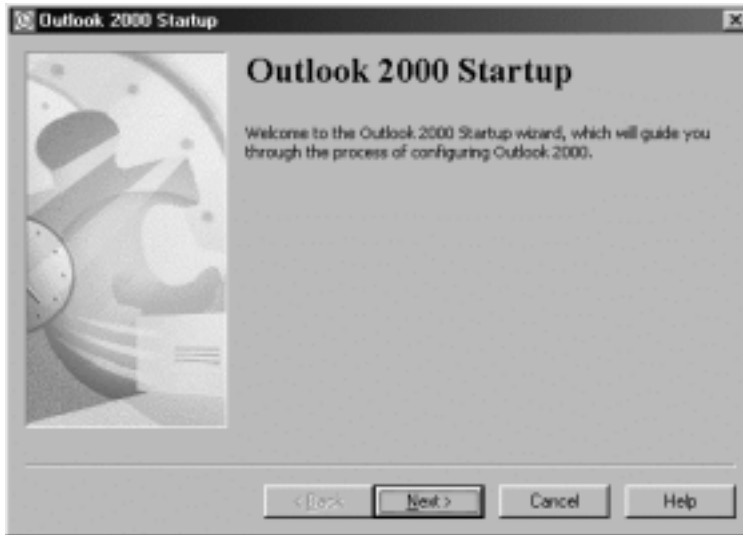 Outlook 2000 Startup
Outlook 2000 Startup
Welcome to the Outlook 2000 Startup wizard, which will guide you
through the process of configuring Outlook 2000.
< Back
Next >
Cancel
Help